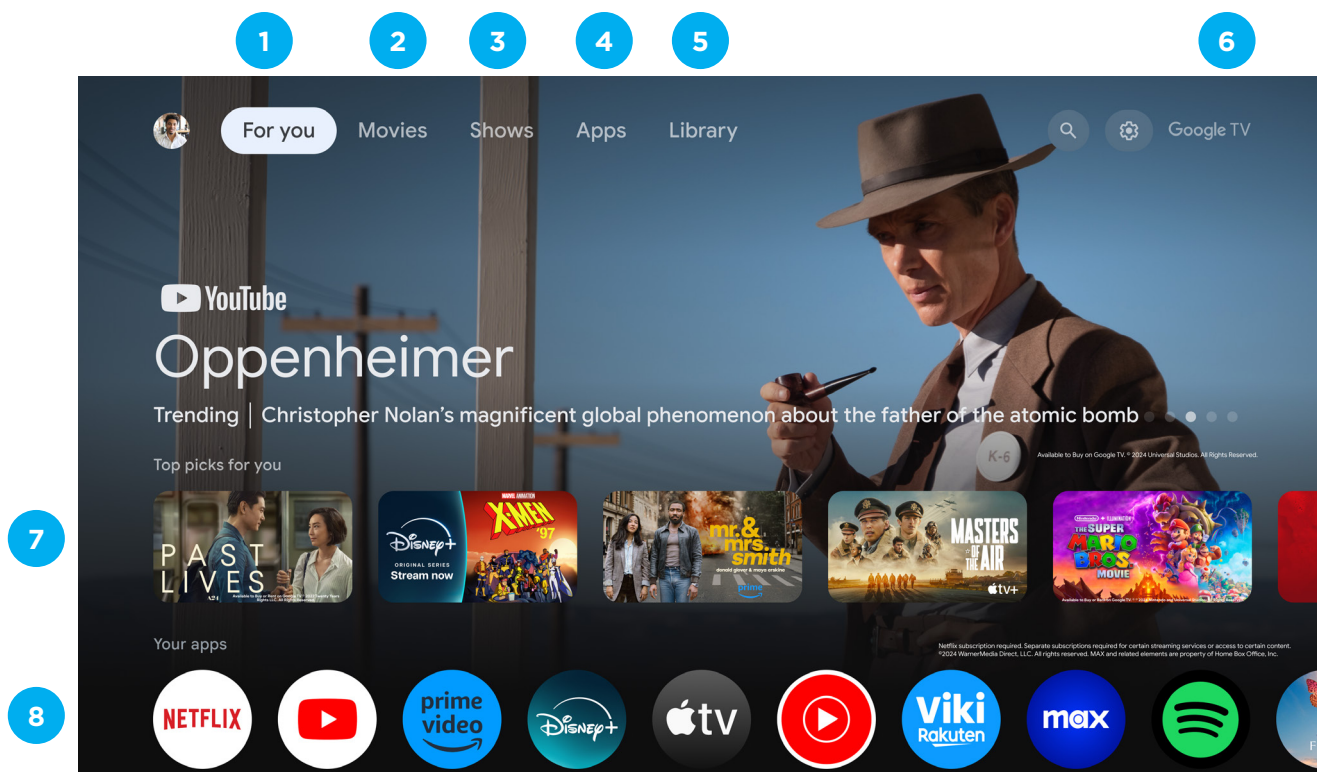 1 2 3 4 5 6
For you Movies Shows Apps Library Google TV
YouTube
Oppenheimer
Trending | Christopher Nolan's magnificent global phenomenon about the father of the atomic bomb
K-6
Available to Buy on Google TV. © 2024 Universal Studios. All Rights Reserved.
Top picks for you
7
PAST
LIVES
A24
Disney+
ORIGINAL SERIES
Stream now
MARVEL ANIMATION
X-MEN
'97
mr. &
mrs.
smith
donald glover & maya erskine
prime
MASTERS
OF
THE AIR
tv+
Nintendo + ILLUMINATION
THE SUPER
MARIO
BROS
MOVIE
Your apps
Netflix subscription required. Separate subscriptions required for certain streaming services or access to certain content.
©2024 WarnerMedia Direct, LLC. All rights reserved. MAX and related elements are property of Home Box Office, Inc.
8
NETFLIX
prime
video
Disney+
tv
Viki
Rakuten
max
F